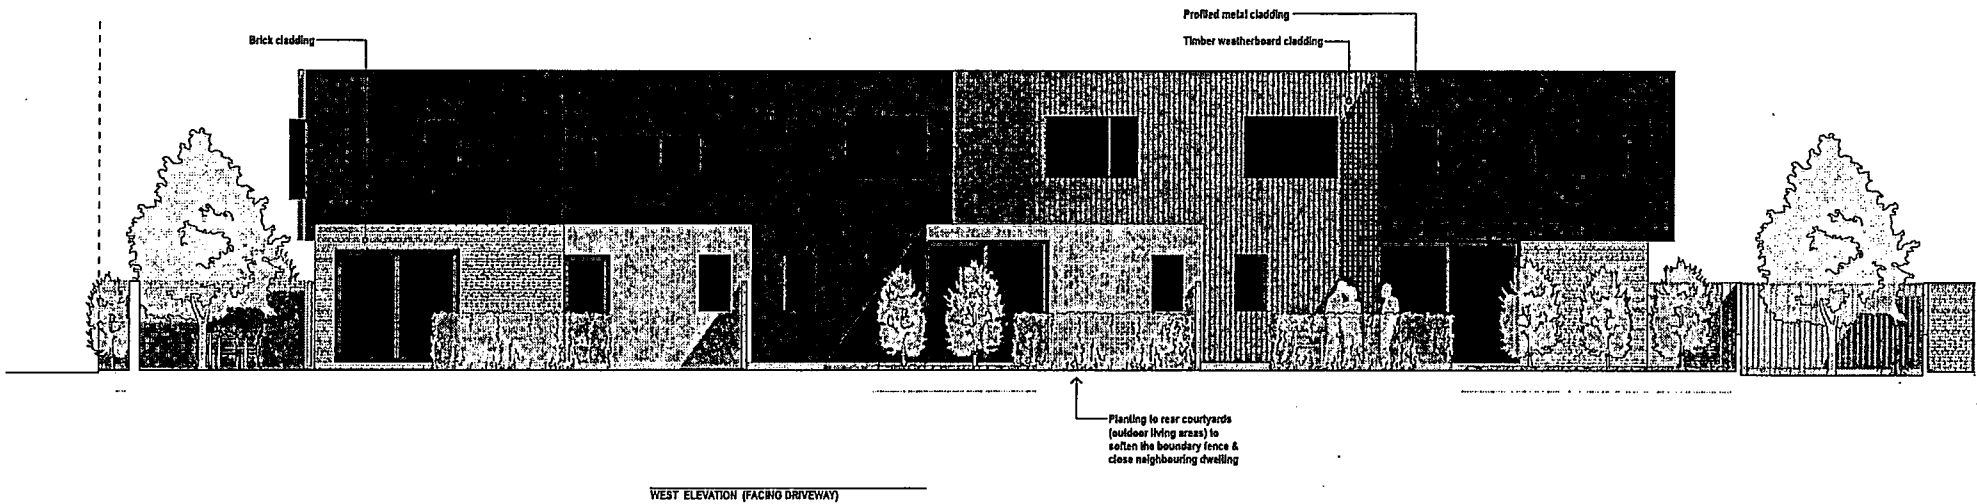 Profiled metal cladding
Brick cladding
Timber weatherboard cladding
Planting to rear courtyards
(outdoor living areas) to
soften the boundary fence &
close neighbouring dwelling
WEST ELEVATION (FACING DRIVEWAY)